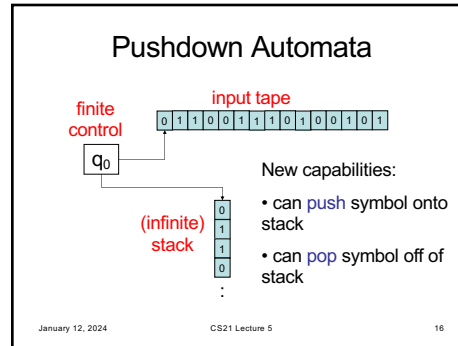 Pushdown Automata
input tape
finite
control
0 1 1 0 0 1 1 1 0 1 0 0 1 0 1
q0
New capabilities:
• can push symbol onto
stack
• can pop symbol off of
stack
(infinite)
stack
0
1
1
0
:
January 12, 2024 CS21 Lecture 5 16